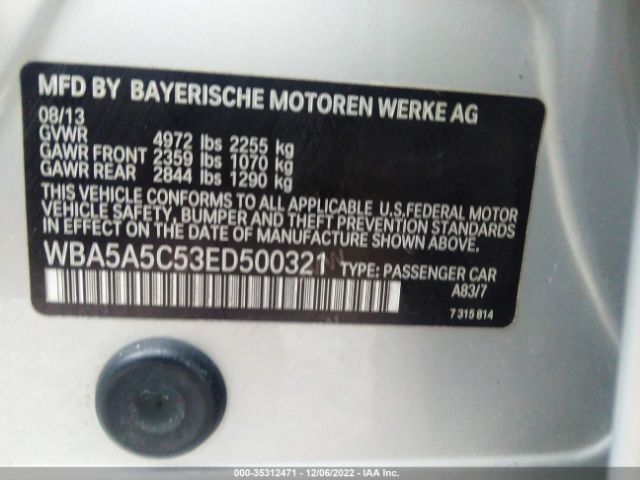 MFD BY BAYERISCHE MOTOREN WERKE AG
08/13
GVWR 4972 lbs 2255 kg
GAWR FRONT 2359 lbs 1070 kg
GAWR REAR 2844 lbs 1290 kg
THIS VEHICLE CONFORMS TO ALL APPLICABLE U.S.FEDERAL MOTOR
VEHICLE SAFETY, BUMPER AND THEFT PREVENTION STANDARDS
IN EFFECT ON THE DATE OF MANUFACTURE SHOWN ABOVE.
WBA5A5C53ED500321 TYPE: PASSENGER CAR
A83/7
7 315 814
000-35312471 - 12/06/2022 - IAA Inc.